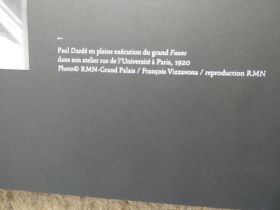 ←
Paul Dardé en pleine exécution du grand Faune
dans son atelier rue de l'Université à Paris, 1920
Photo© RMN-Grand Palais / François Vizzavona / reproduction RMN